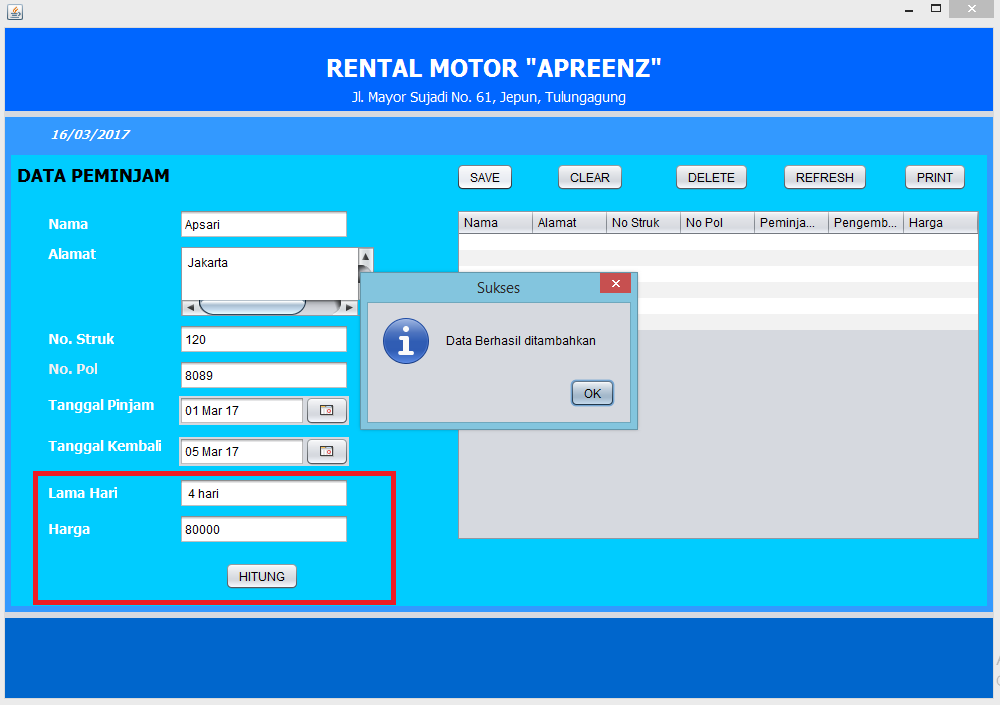 RENTAL MOTOR "APREENZ"
Jl. Mayor Sujadi No. 61, Jepun, Tulungagung
16/03/2017
DATA PEMINJAM
SAVE
CLEAR
DELETE
REFRESH
PRINT
Nama
Apsari
Alamat
Jakarta
No. Struk
120
No. Pol
8089
Tanggal Pinjam
01 Mar 17
Tanggal Kembali
05 Mar 17
Lama Hari
4 hari
Harga
80000
HITUNG
Nama Alamat No Struk No Pol Peminja... Pengemb... Harga
Sukses
Data Berhasil ditambahkan
OK